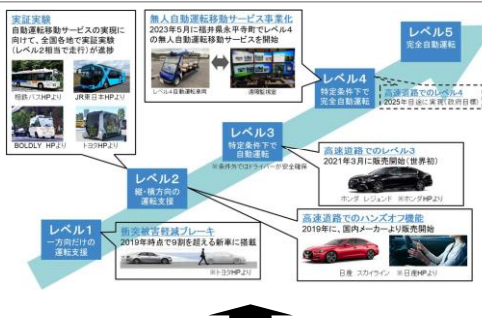 実証実験
自動運転移動サービスの実現に
向けて、全国各地で実証実験
（レベル2相当で走行）が進捗
相鉄バスHPより
JR東日本HPより
BOLDLY HPより
トヨタHPより
無人自動運転移動サービス事業化
2023年5月に福井県永平寺町でレベル4
の無人自動運転移動サービスを開始
レベル4自動運転車両
遠隔監視室
レベル5
完全自動運転
レベル4
特定条件下で
完全自動運転
高速道路でのレベル4
2025年目途に実現（政府目標）
レベル3
特定条件下で
自動運転
※条件外ではドライバーが安全確保
高速道路でのレベル3
2021年3月に販売開始（世界初）
ホンダ レジェンド ※ホンダHPより
レベル2
縦・横方向の
運転支援
高速道路でのハンズオフ機能
2019年に、国内メーカーより販売開始
日産 スカイライン ※日産HPより
レベル1
一方向だけの
運転支援
衝突被害軽減ブレーキ
2019年時点で9割を超える新車に搭載
※トヨタHPより